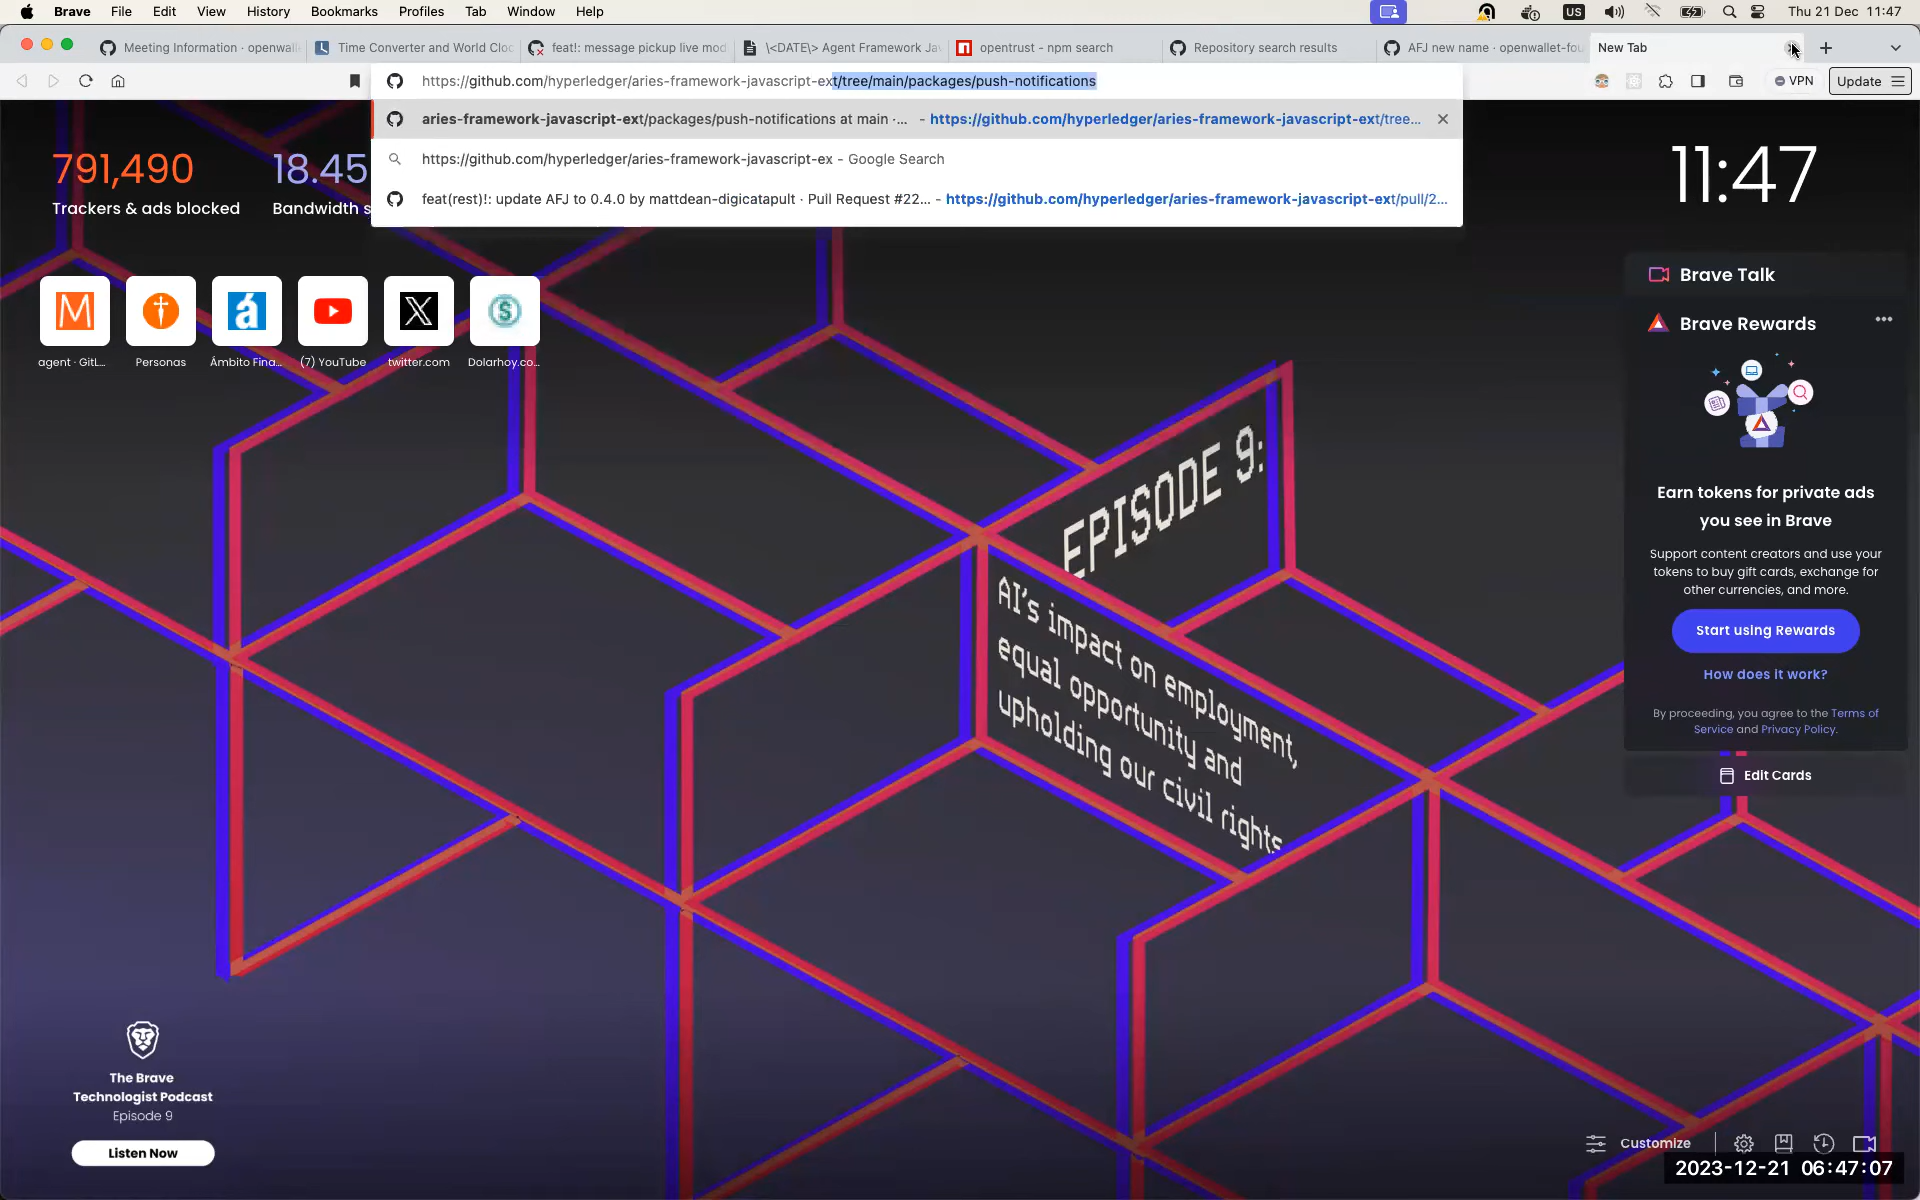 Brave File Edit View History Bookmarks Profiles Tab Window Help US Thu 21 Dec 11:47
Meeting Information · openwall Time Converter and World Cloc feat!: message pickup live mod \<DATE\> Agent Framework Jav opentrust - npm search Repository search results AFJ new name · openwallet-fou New Tab
https://github.com/hyperledger/aries-framework-javascript-ext/tree/main/packages/push-notifications VPN Update
aries-framework-javascript-ext/packages/push-notifications at main ·... - https://github.com/hyperledger/aries-framework-javascript-ext/tree...
https://github.com/hyperledger/aries-framework-javascript-ex - Google Search
feat(rest)!: update AFJ to 0.4.0 by mattdean-digicatapult · Pull Request #22... - https://github.com/hyperledger/aries-framework-javascript-ext/pull/2...
791,490 18.45
Trackers & ads blocked Bandwidth s
11:47
agent · GitL... Personas Ámbito Fina... (7) YouTube twitter.com Dolarhoy.co...
Brave Talk
Brave Rewards
Earn tokens for private ads
you see in Brave
Support content creators and use your
tokens to buy gift cards, exchange for
other currencies, and more.
Start using Rewards
How does it work?
By proceeding, you agree to the Terms of
Service and Privacy Policy.
Edit Cards
EPISODE 9:
AI's impact on employment,
equal opportunity and
upholding our civil rights
The Brave
Technologist Podcast
Episode 9
Listen Now
Customize
2023-12-21 06:47:07